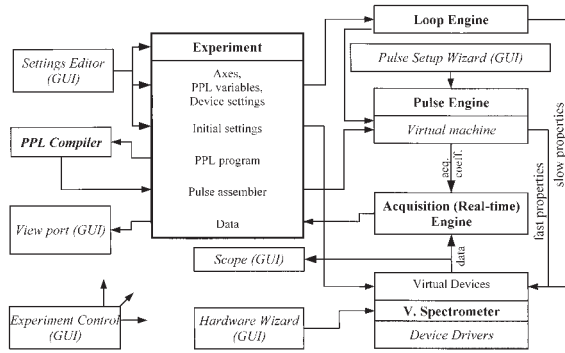 Loop Engine
Experiment
Settings Editor
(GUI)
Axes,
PPL variables,
Device settings
Pulse Setup Wizard (GUI)
Pulse Engine
Initial settings
Virtual machine
PPL Compiler
PPL program
acq.
coeff.
slow properties
fast properties
Pulse assembler
Acquisition (Real-time)
Engine
View port (GUI)
Data
Scope (GUI)
data
Virtual Devices
V. Spectrometer
Device Drivers
Experiment Control
(GUI)
Hardware Wizard
(GUI)